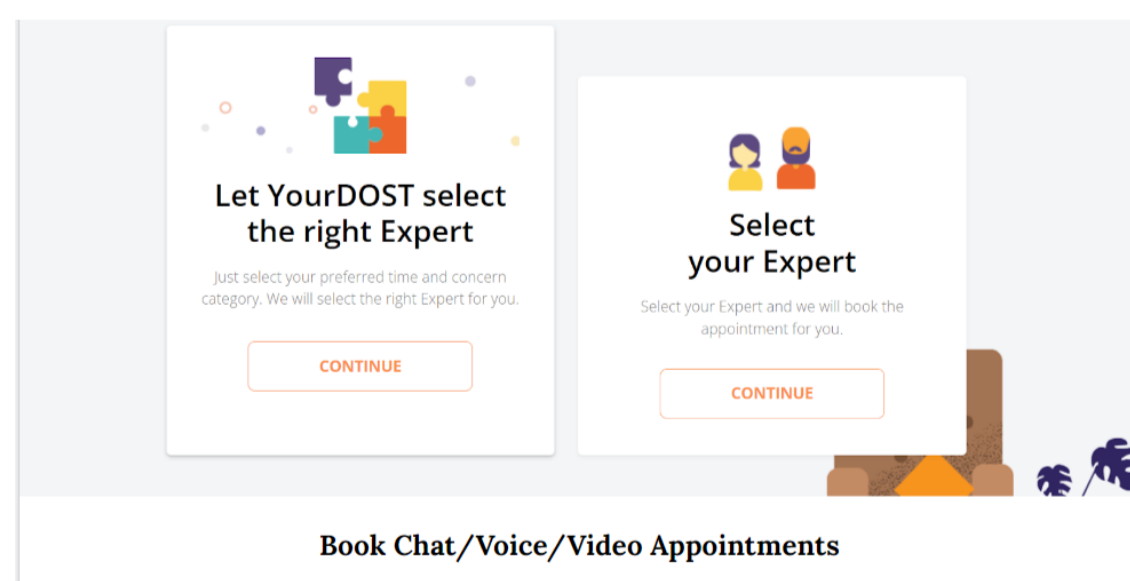 Let YourDOST select
the right Expert
Just select your preferred time and concern
category. We will select the right Expert for you.
CONTINUE
Select
your Expert
Select your Expert and we will book the
appointment for you.
CONTINUE
Book Chat/Voice/Video Appointments